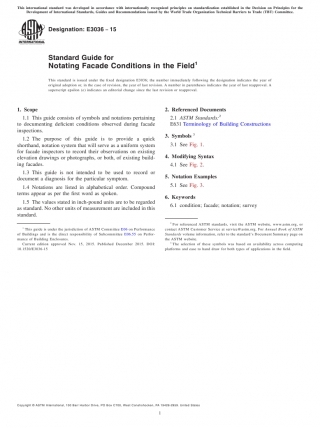 This international standard was developed in accordance with internationally recognized principles on standardization established in the Decision on Principles for the
Development of International Standards, Guides and Recommendations issued by the World Trade Organization Technical Barriers to Trade (TBT) Committee.
Designation: E3036 − 15
Standard Guide for
Notating Facade Conditions in the Field1
This standard is issued under the fixed designation E3036; the number immediately following the designation indicates the year of
original adoption or, in the case of revision, the year of last revision. A number in parentheses indicates the year of last reapproval. A
superscript epsilon (ε) indicates an editorial change since the last revision or reapproval.
1. Scope
1.1 This guide consists of symbols and notations pertaining
to documenting deficient conditions observed during facade
inspections.
1.2 The purpose of this guide is to provide a quick
shorthand, notation system that will serve as a uniform system
for facade inspectors to record their observations on existing
elevation drawings or photographs, or both, of existing build-
ing facades.
1.3 This guide is not intended to be used to record or
document a diagnosis for the particular symptom.
1.4 Notations are listed in alphabetical order. Compound
terms appear as per the first word as spoken.
1.5 The values stated in inch-pound units are to be regarded
as standard. No other units of measurement are included in this
standard.
1 This guide is under the jurisdiction of ASTM Committee E06 on Performance
of Buildings and is the direct responsibility of Subcommittee E06.55 on Perfor-
mance of Building Enclosures.
Current edition approved Nov. 15, 2015. Published December 2015. DOI:
10.1520/E3036-15
2. Referenced Documents
2.1 ASTM Standards:2
E631 Terminology of Building Constructions
3. Symbols 3
3.1 See Fig. 1.
4. Modifying Syntax
4.1 See Fig. 2.
5. Notation Examples
5.1 See Fig. 3.
6. Keywords
6.1 condition; facade; notation; survey
2 For referenced ASTM standards, visit the ASTM website, www.astm.org, or
contact ASTM Customer Service at service@astm.org. For Annual Book of ASTM
Standards volume information, refer to the standard's Document Summary page on
the ASTM website.
3 The selection of these symbols was based on availability across computing
platforms and ease to hand draw for both types of applications in the field.
Copyright © ASTM International, 100 Barr Harbor Drive, PO Box C700, West Conshohocken, PA 19428-2959. United States
1